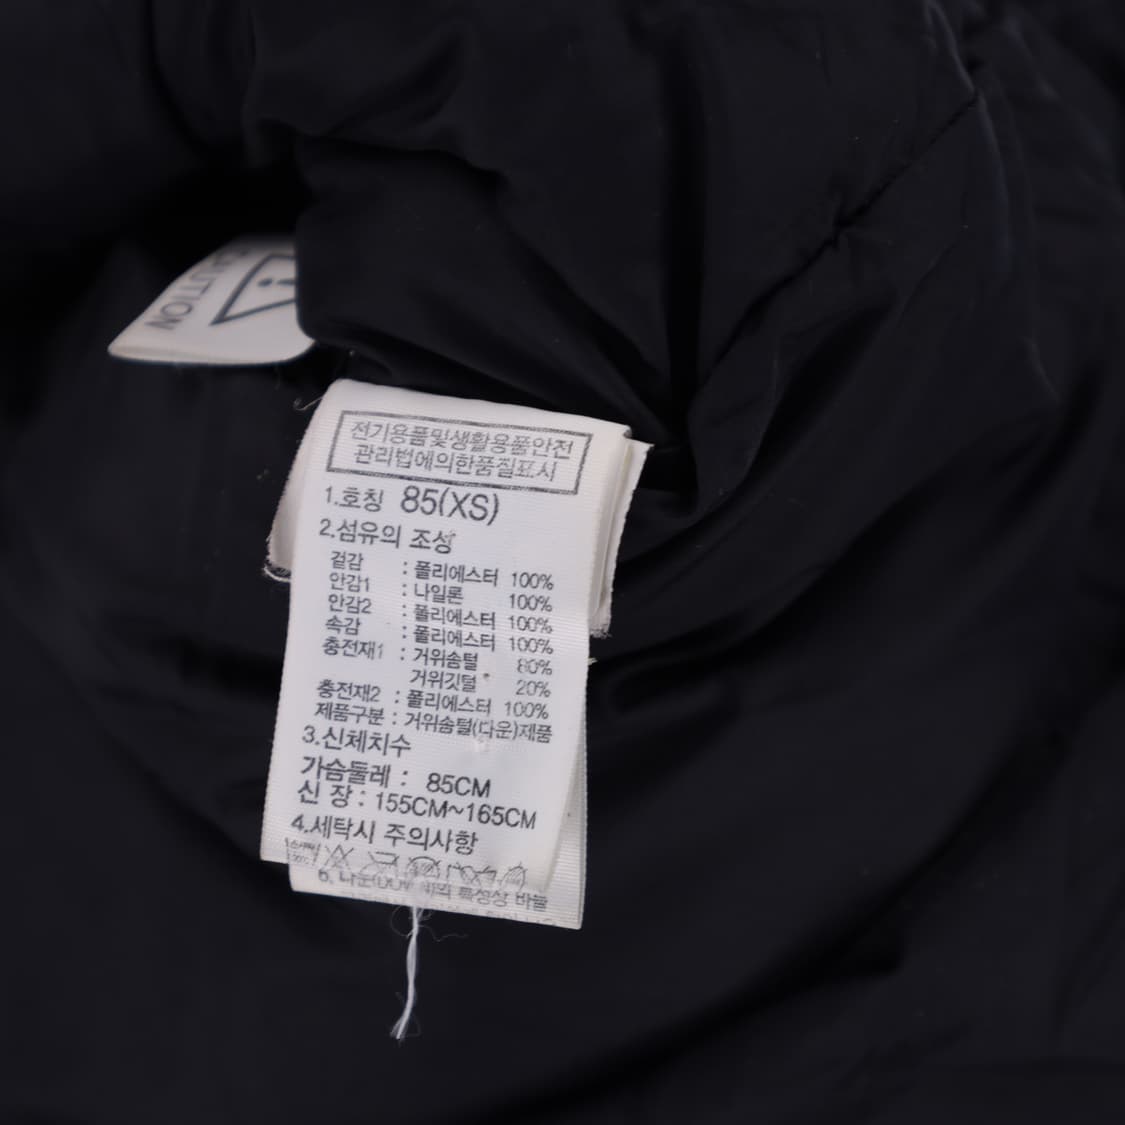 CAUTION
전기용품및생활용품안전
관리법에의한품질표시
1.호칭 85(XS)
2.섬유의 조성
겉감 : 폴리에스터 100%
안감1 : 나일론 100%
안감2 : 폴리에스터 100%
속감 : 폴리에스터 100%
충전재1 : 거위솜털 80%
거위깃털 20%
충전재2 : 폴리에스터 100%
제품구분 : 거위솜털(다운)제품
3.신체치수
가슴둘레 : 85CM
신 장 : 155CM~165CM
4.세탁시 주의사항
특성상